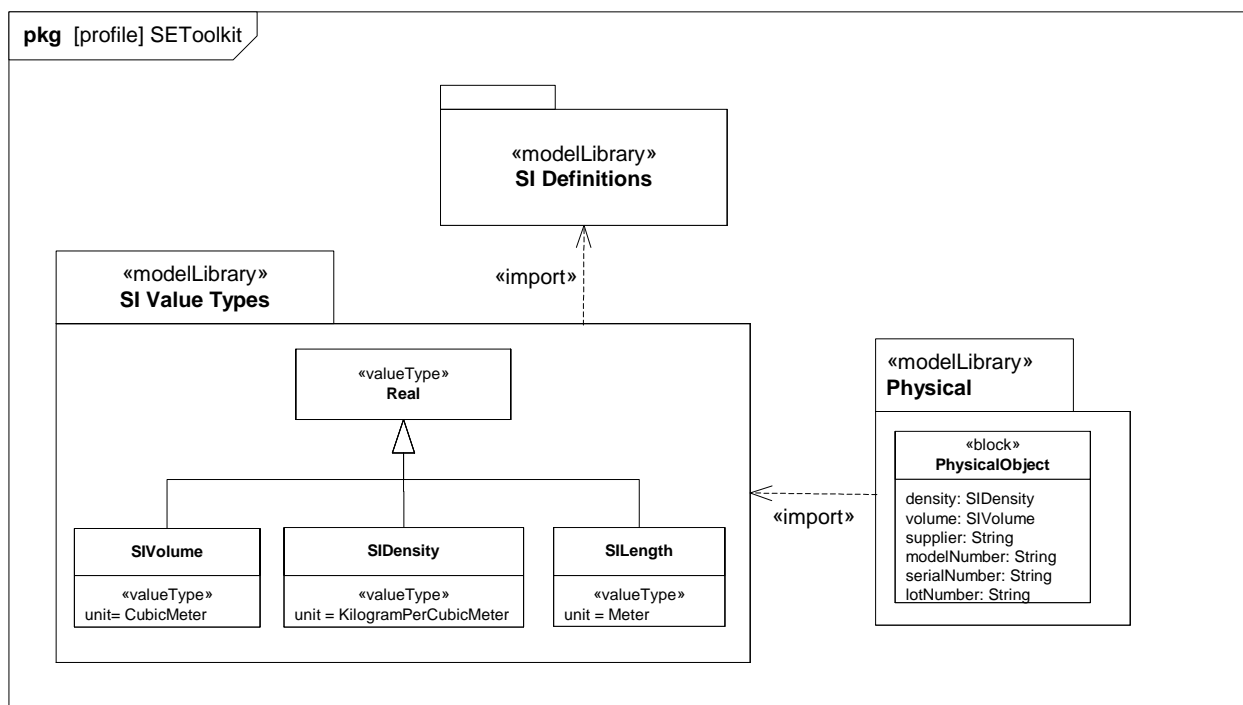 pkg [profile] SEToolkit
«modelLibrary»
SI Definitions
«import»
«modelLibrary»
SI Value Types
«valueType»
Real
SIVolume
«valueType»
unit= CubicMeter
SIDensity
«valueType»
unit = KilogramPerCubicMeter
SILength
«valueType»
unit = Meter
«import»
«modelLibrary»
Physical
«block»
PhysicalObject
density: SIDensity
volume: SIVolume
supplier: String
modelNumber: String
serialNumber: String
lotNumber: String